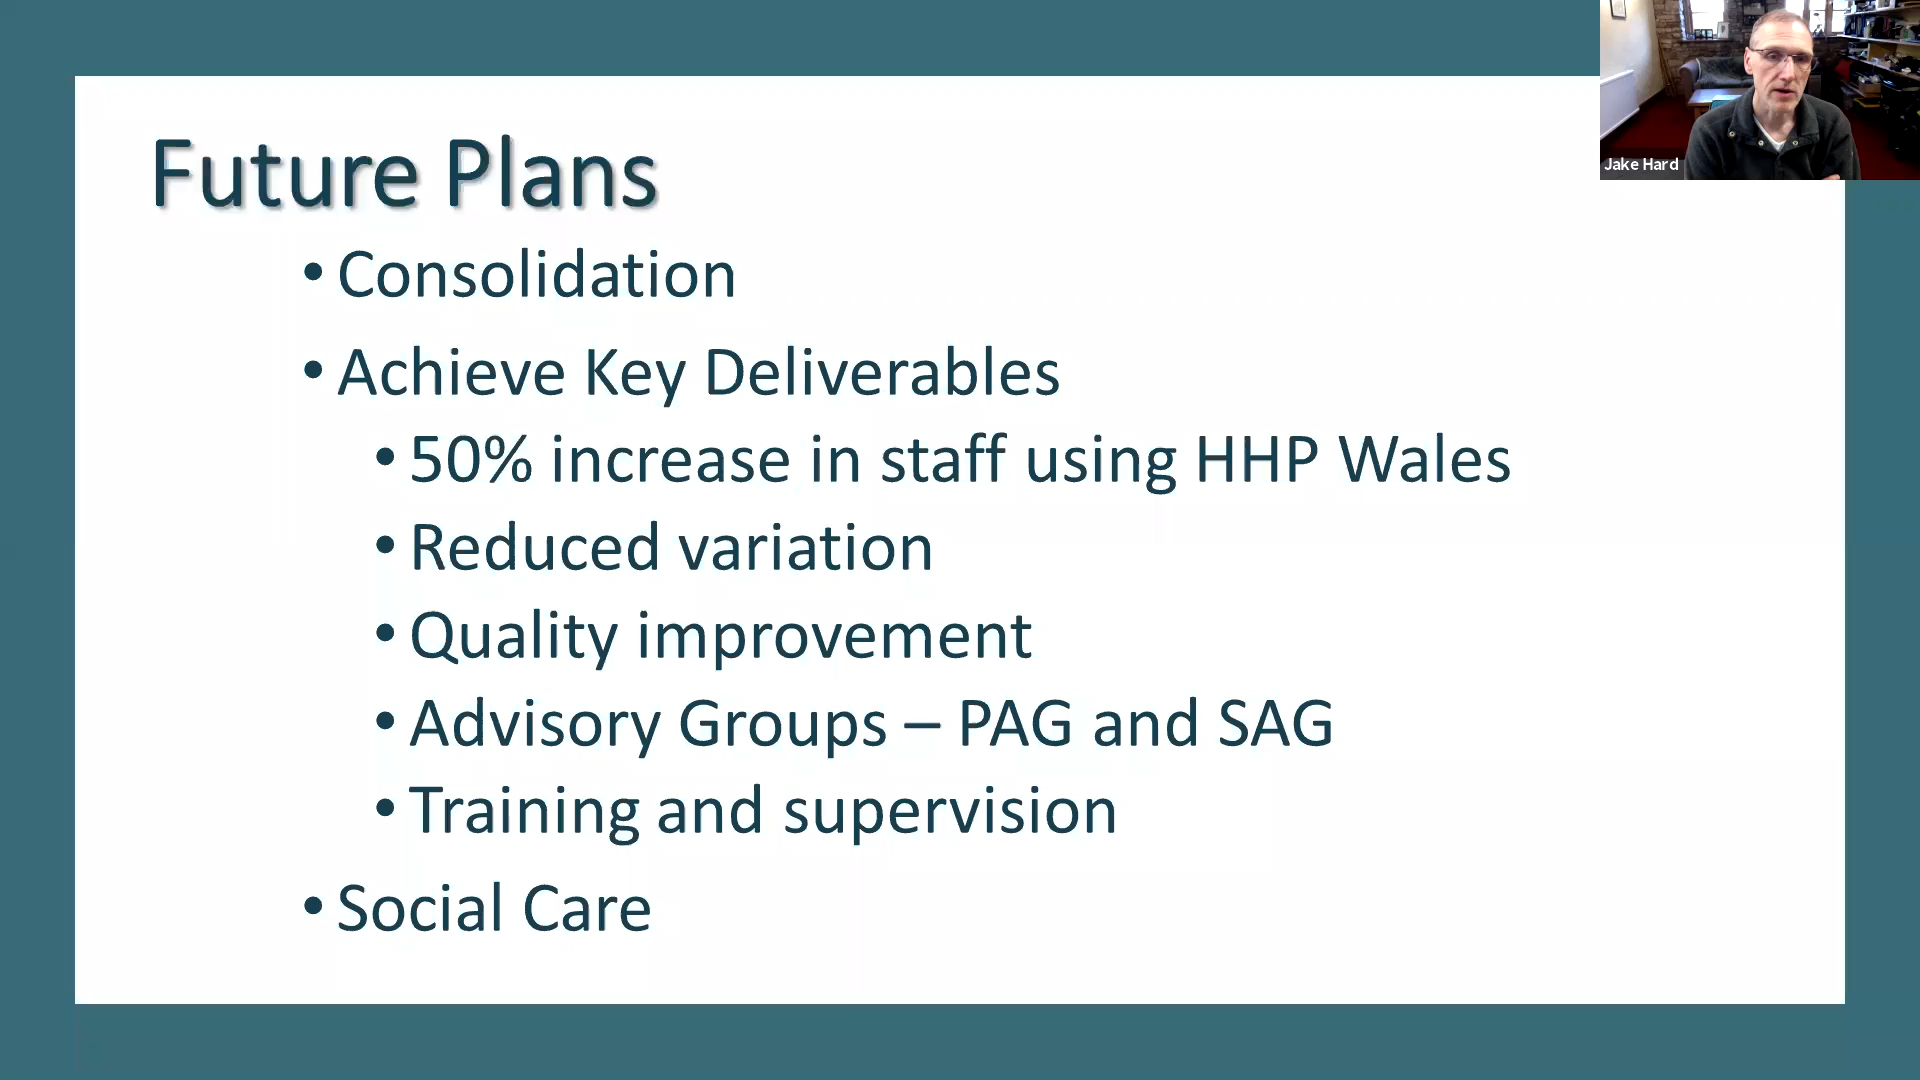 Future Plans
• Consolidation
• Achieve Key Deliverables
• 50% increase in staff using HHP Wales
• Reduced variation
• Quality improvement
• Advisory Groups – PAG and SAG
• Training and supervision
• Social Care
Jake Hard